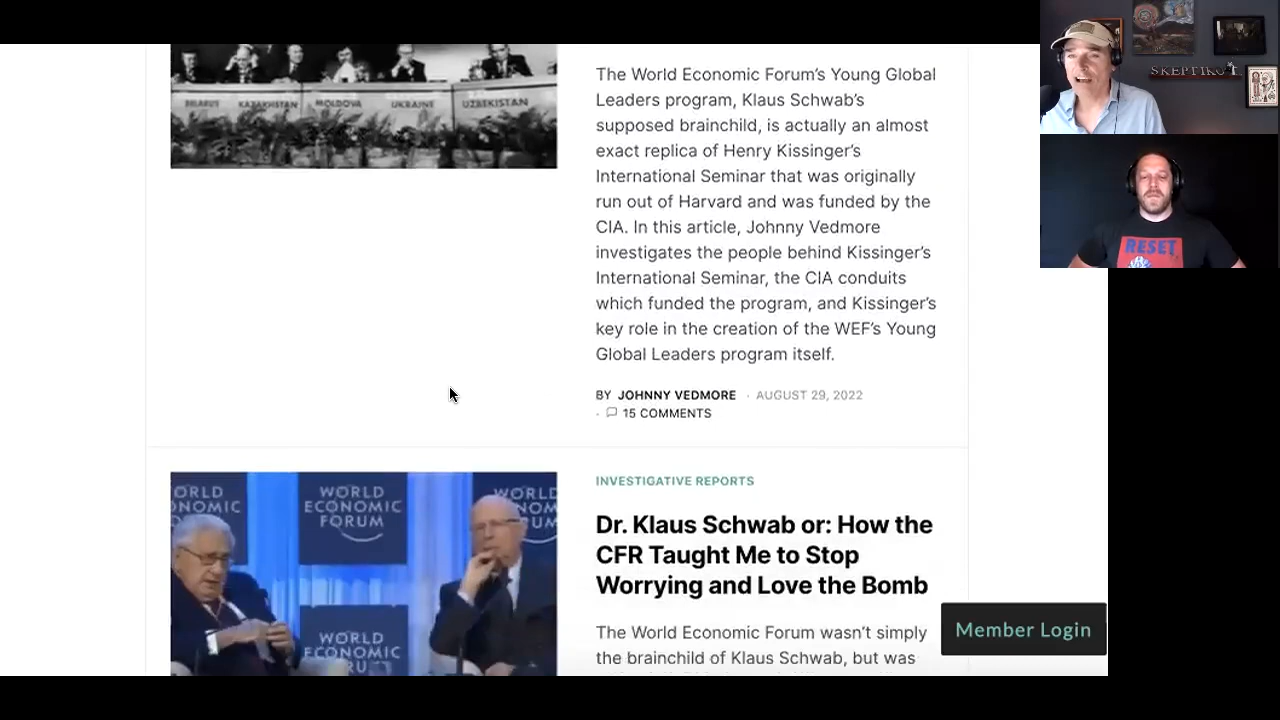 BELARUS KAZAKHSTAN MOLDOVA UKRAINE UZBEKISTAN
The World Economic Forum’s Young Global
Leaders program, Klaus Schwab’s
supposed brainchild, is actually an almost
exact replica of Henry Kissinger’s
International Seminar that was originally
run out of Harvard and was funded by the
CIA. In this article, Johnny Vedmore
investigates the people behind Kissinger’s
International Seminar, the CIA conduits
which funded the program, and Kissinger’s
key role in the creation of the WEF’s Young
Global Leaders program itself.
BY JOHNNY VEDMORE · AUGUST 29, 2022
· 15 COMMENTS
ORLD
NOMIC
RUM
WORLD
ECONOMIC
FORUM
WORLD
ECONOMIC
WORLD
ECONOMIC
INVESTIGATIVE REPORTS
Dr. Klaus Schwab or: How the
CFR Taught Me to Stop
Worrying and Love the Bomb
The World Economic Forum wasn’t simply
the brainchild of Klaus Schwab, but was
Member Login
SKEPTIKO
RESET